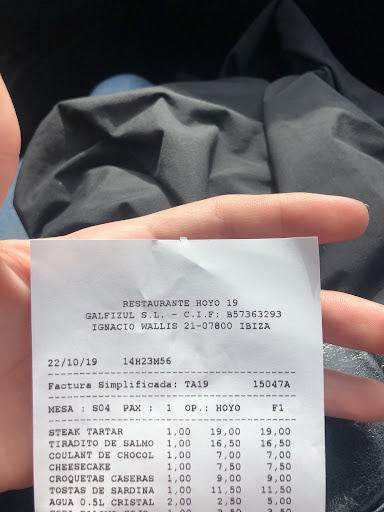 RESTAURANTE HOYO 19
GALFIZUL S.L. - C.I.F: B57363293
IGNACIO WALLIS 21-07800 IBIZA
22/10/19 14H23M56
Factura Simplificada: TA19 15047A
MESA : S04 PAX : 1 OP.: HOYO F1
STEAK TARTAR 1,00 19,00 19,00
TIRADITO DE SALMO 1,00 16,50 16,50
COULANT DE CHOCOL 1,00 7,00 7,00
CHEESECAKE 1,00 7,50 7,50
CROQUETAS CASERAS 1,00 9,00 9,00
TOSTAS DE SARDINA 1,00 11,50 11,50
AGUA 0.5L CRISTAL 2,00 2,50 5,00